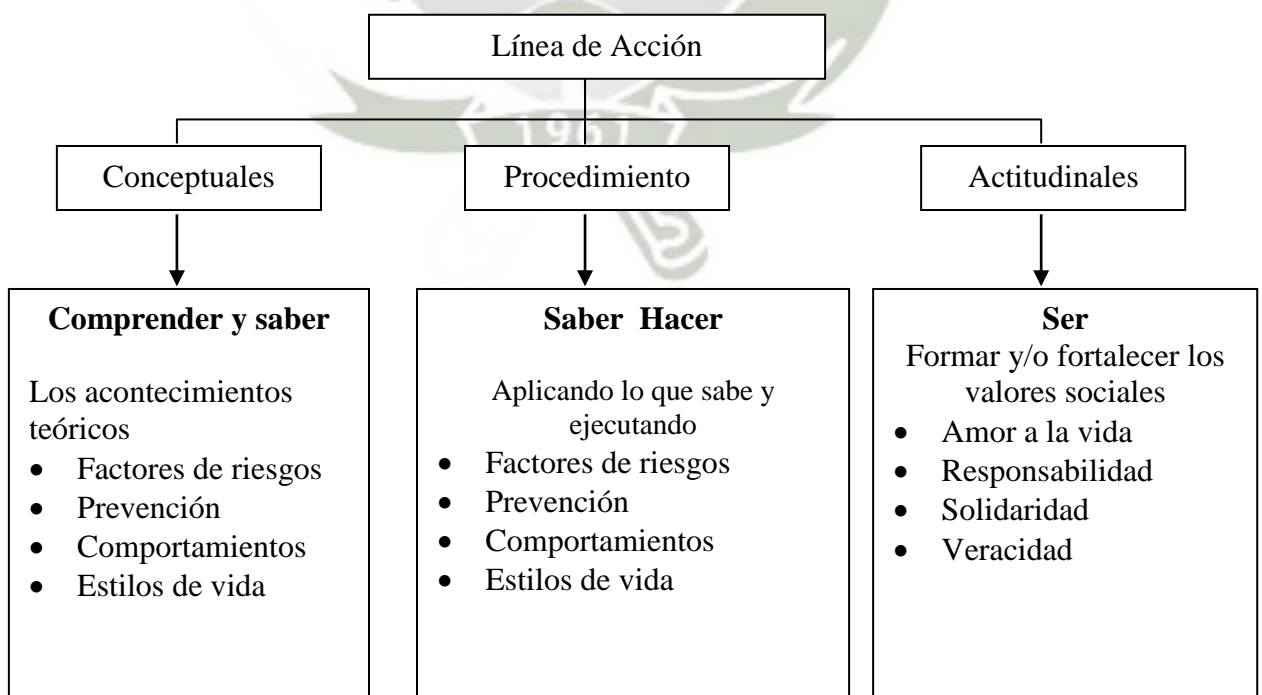 Línea de Acción
1961
Conceptuales
Procedimiento
Actitudinales
Comprender y saber
Los acontecimientos
teóricos
• Factores de riesgos
• Prevención
• Comportamientos
• Estilos de vida
Saber Hacer
Aplicando lo que sabe y
ejecutando
• Factores de riesgos
• Prevención
• Comportamientos
• Estilos de vida
Ser
Formar y/o fortalecer los
valores sociales
• Amor a la vida
• Responsabilidad
• Solidaridad
• Veracidad